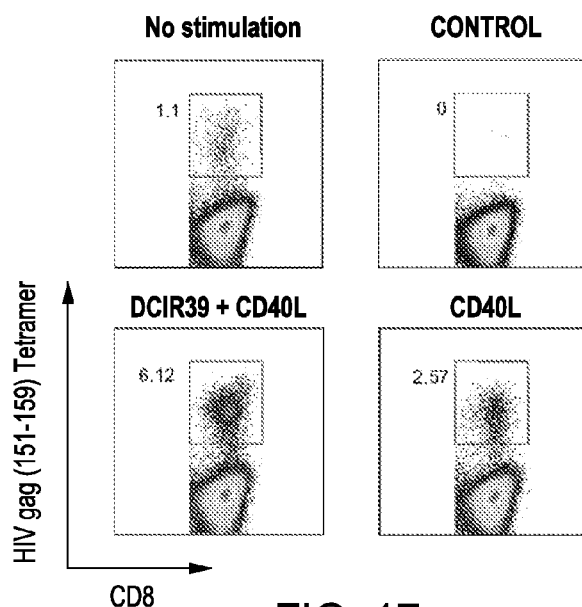 No stimulation
CONTROL
1.1
0
DCIR39 + CD40L
CD40L
6.12
2.57
HIV gag (151-159) Tetramer
CD8